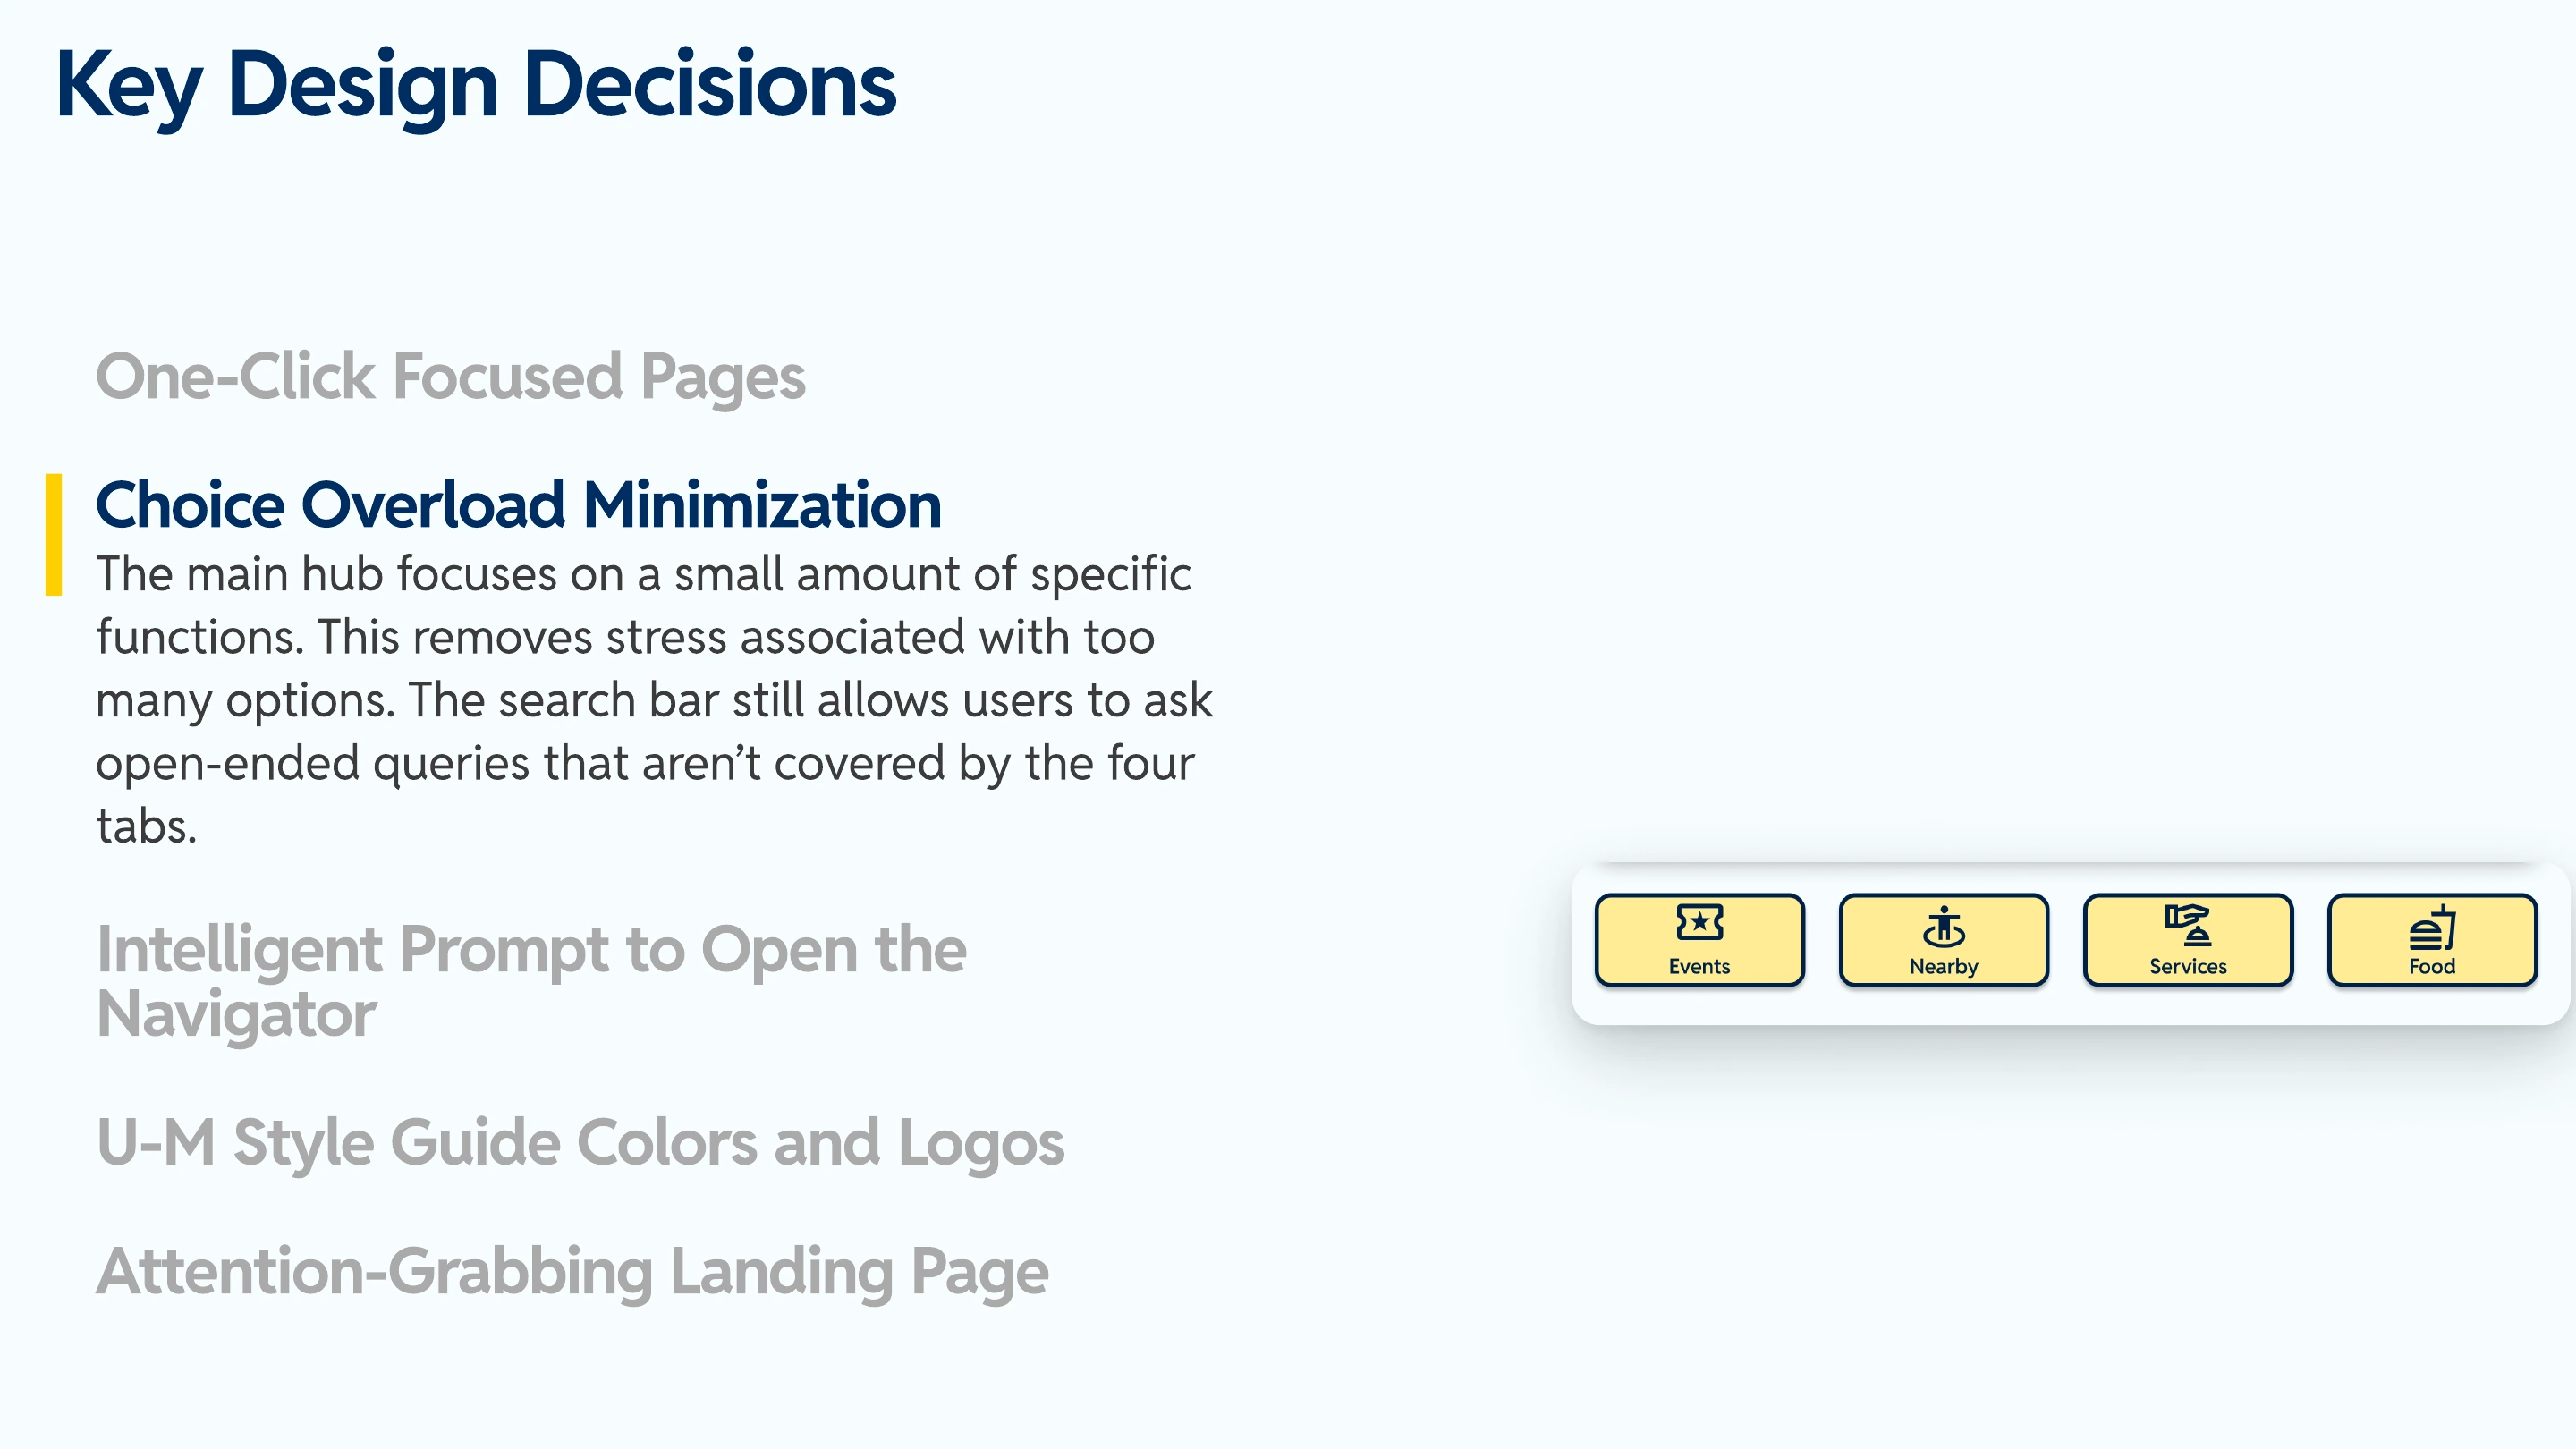 Key Design Decisions
One-Click Focused Pages
Choice Overload Minimization
The main hub focuses on a small amount of specific
functions. This removes stress associated with too
many options. The search bar still allows users to ask
open-ended queries that aren’t covered by the four
tabs.
Intelligent Prompt to Open the
Navigator
U-M Style Guide Colors and Logos
Attention-Grabbing Landing Page
Events
Nearby
Services
Food